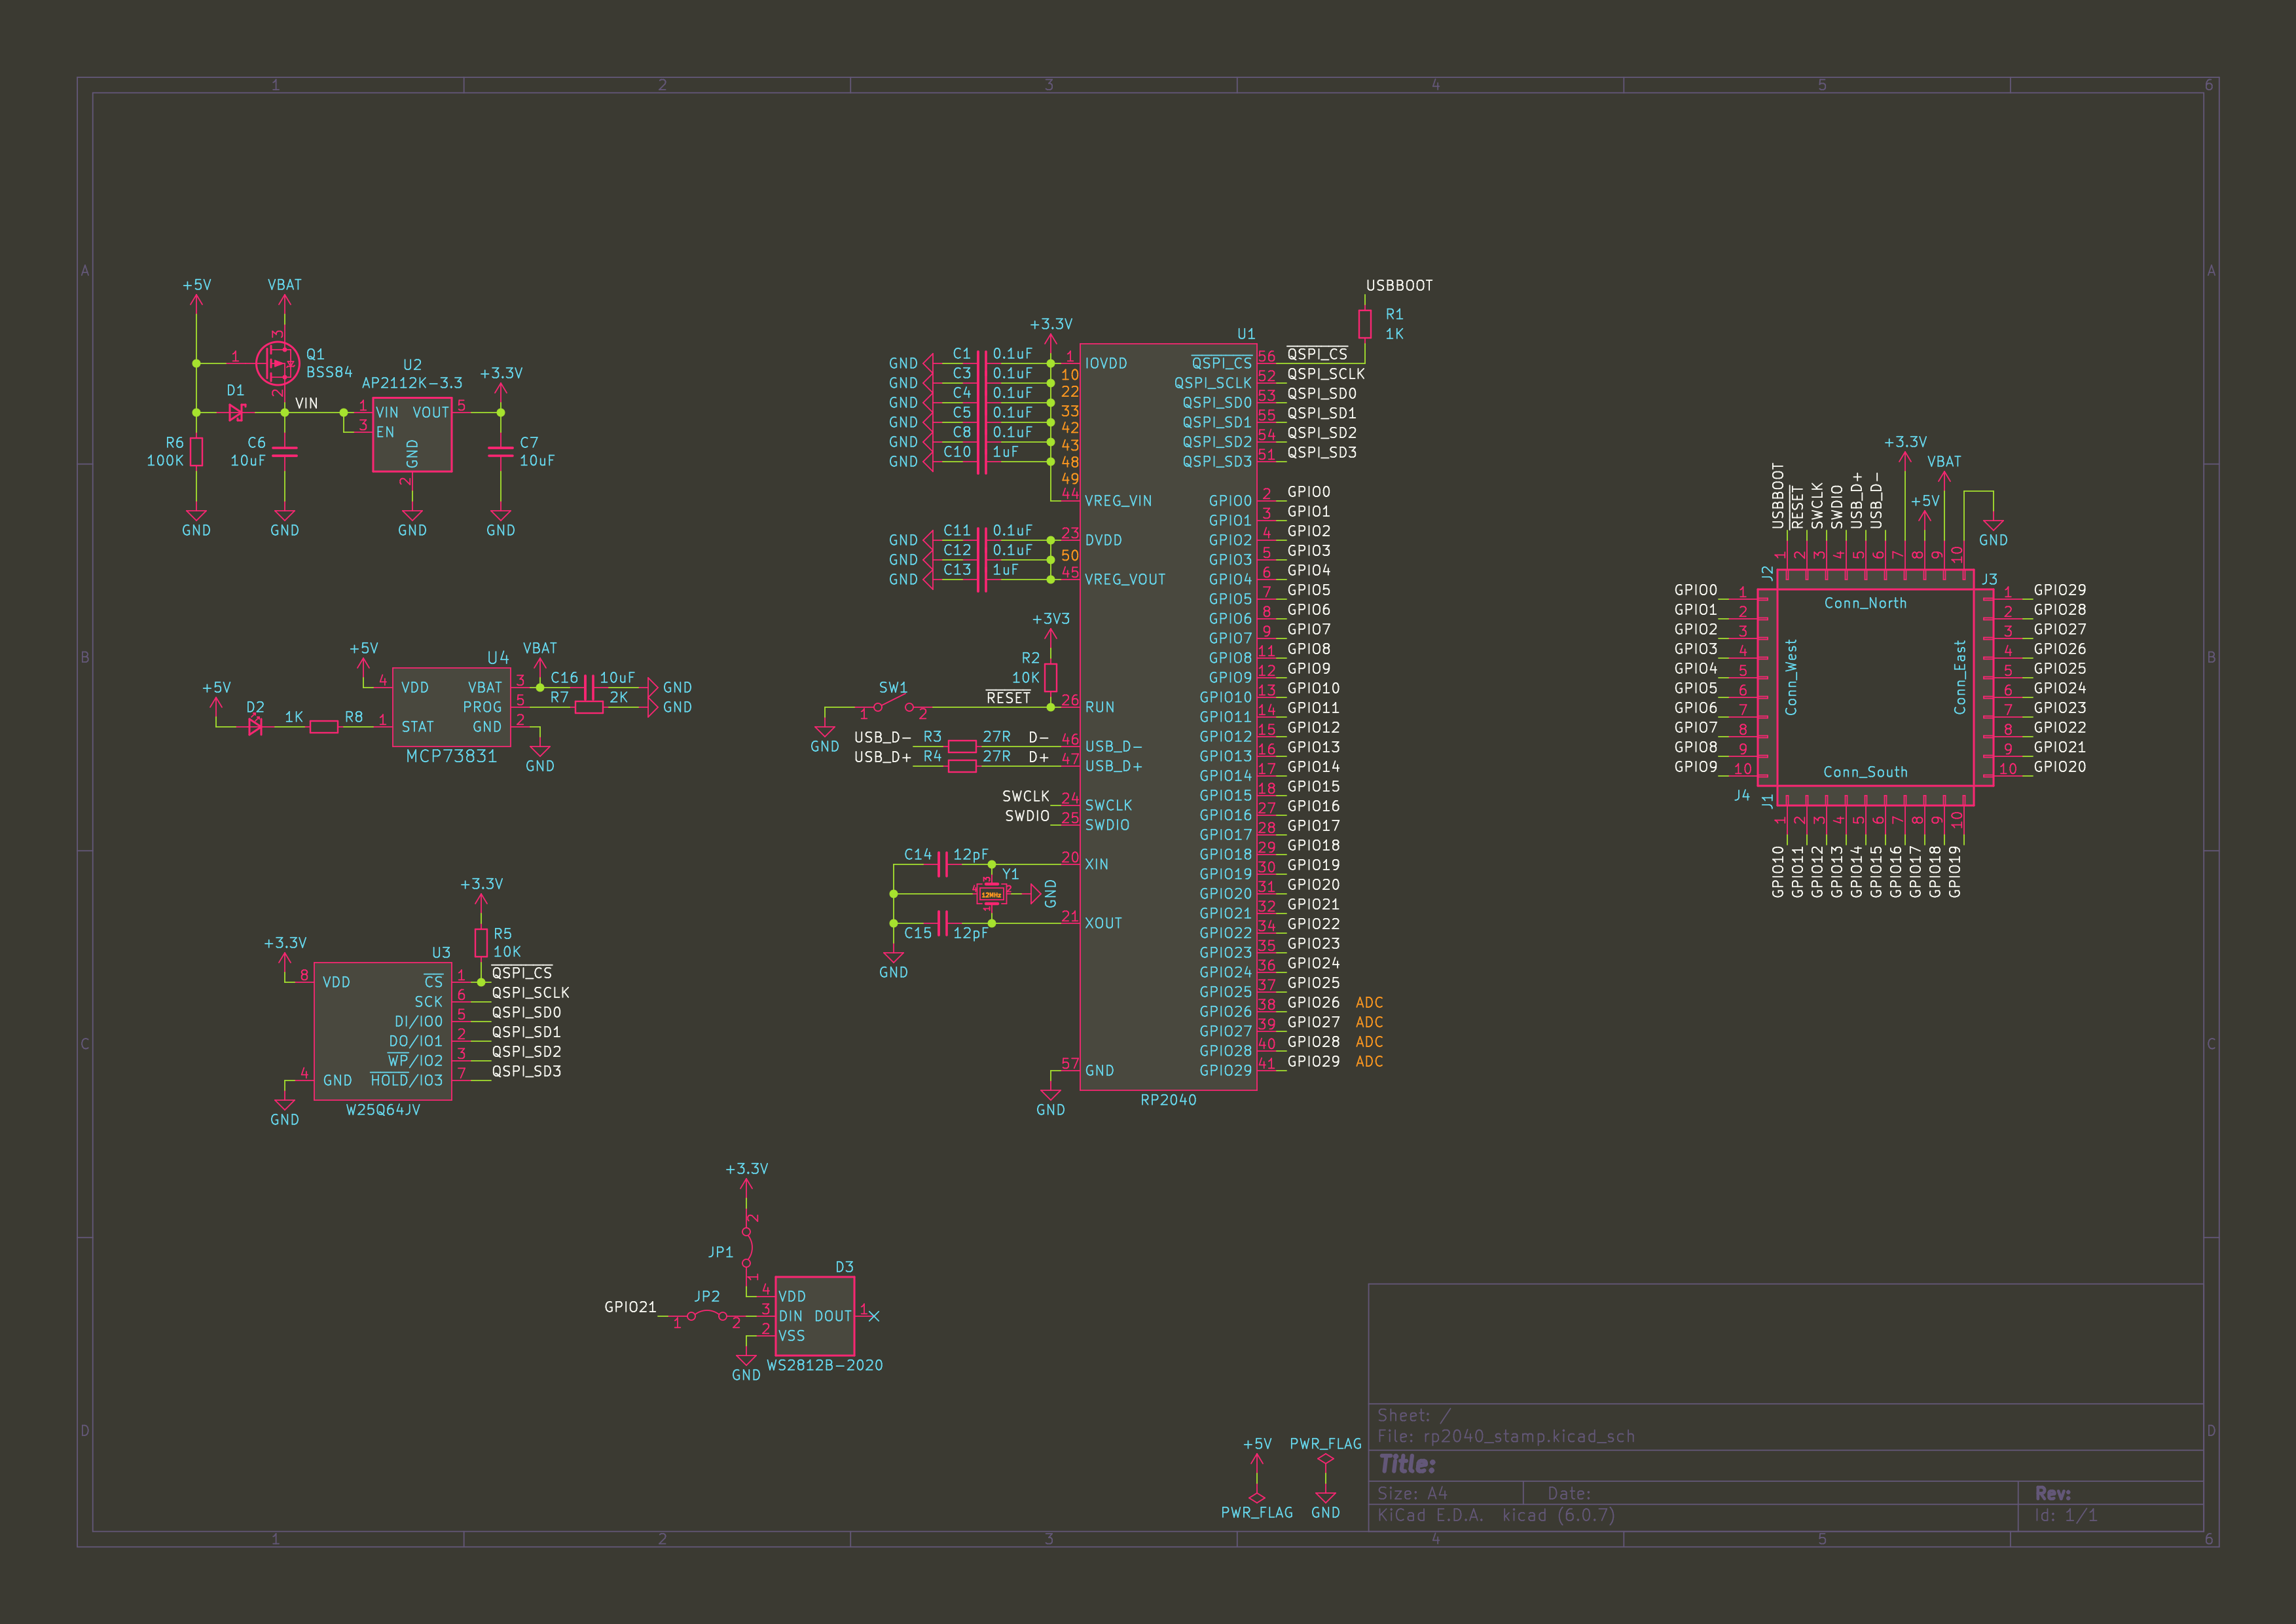 1 2 3 4 5 6
A A
B B
C C
D D
+5V
VBAT
3
1
Q1
BSS84
2
D1
VIN
R6
100K
C6
10uF
GND
GND
U2
AP2112K-3.3
1 VIN VOUT 5
3 EN
GND
2
GND
+3.3V
C7
10uF
GND
+5V
+5V
D2
1K R8
U4
4 VDD VBAT 3
PROG 5
1 STAT GND 2
MCP73831
VBAT
C16 10uF GND
R7 2K GND
GND
+3.3V
R5
10K
+3.3V
U3
8 VDD CS 1 QSPI_CS
SCK 6 QSPI_SCLK
DI/IO0 5 QSPI_SD0
DO/IO1 2 QSPI_SD1
WP/IO2 3 QSPI_SD2
4 GND HOLD/IO3 7 QSPI_SD3
GND
W25Q64JV
+3.3V
2
JP1
1
D3
4 VDD
GPIO21 1 JP2 2 3 DIN DOUT 1
2 VSS
GND
WS2812B-2020
USBBOOT
R1
1K
+3.3V
U1
GND C1 0.1uF 1 IOVDD
GND C3 0.1uF 10
GND C4 0.1uF 22
GND C5 0.1uF 33
GND C8 0.1uF 42
GND C10 1uF 43
48
49
44 VREG_VIN
GND C11 0.1uF 23 DVDD
GND C12 0.1uF 50
GND C13 1uF 45 VREG_VOUT
+3V3
R2
10K
SW1
1 2
RESET 26 RUN
GND
USB_D- R3 27R D- 46 USB_D-
USB_D+ R4 27R D+ 47 USB_D+
SWCLK 24 SWCLK
SWDIO 25 SWDIO
C14 12pF 20 XIN
3 Y1
4 12MHz 2 GND
1
C15 12pF 21 XOUT
GND
57 GND
GND
RP2040
QSPI_CS 56 QSPI_CS
QSPI_SCLK 52 QSPI_SCLK
QSPI_SD0 53 QSPI_SD0
QSPI_SD1 55 QSPI_SD1
QSPI_SD2 54 QSPI_SD2
QSPI_SD3 51 QSPI_SD3
GPIO0 2 GPIO0
GPIO1 3 GPIO1
GPIO2 4 GPIO2
GPIO3 5 GPIO3
GPIO4 6 GPIO4
GPIO5 7 GPIO5
GPIO6 8 GPIO6
GPIO7 9 GPIO7
GPIO8 11 GPIO8
GPIO9 12 GPIO9
GPIO10 13 GPIO10
GPIO11 14 GPIO11
GPIO12 15 GPIO12
GPIO13 16 GPIO13
GPIO14 17 GPIO14
GPIO15 18 GPIO15
GPIO16 27 GPIO16
GPIO17 28 GPIO17
GPIO18 29 GPIO18
GPIO19 30 GPIO19
GPIO20 31 GPIO20
GPIO21 32 GPIO21
GPIO22 34 GPIO22
GPIO23 35 GPIO23
GPIO24 36 GPIO24
GPIO25 37 GPIO25
GPIO26 38 GPIO26 ADC
GPIO27 39 GPIO27 ADC
GPIO28 40 GPIO28 ADC
GPIO29 41 GPIO29 ADC
+3.3V
VBAT
+5V
GND
USBBOOT RESET SWCLK SWDIO USB_D+ USB_D-
1 2 3 4 5 6 7 8 9 10
J2
Conn_North
J3
GPIO0 1
GPIO1 2
GPIO2 3
GPIO3 4
GPIO4 5
GPIO5 6
GPIO6 7
GPIO7 8
GPIO8 9
GPIO9 10
Conn_West
Conn_East
1 GPIO29
2 GPIO28
3 GPIO27
4 GPIO26
5 GPIO25
6 GPIO24
7 GPIO23
8 GPIO22
9 GPIO21
10 GPIO20
Conn_South
J4
J1
1 2 3 4 5 6 7 8 9 10
GPIO10 GPIO11 GPIO12 GPIO13 GPIO14 GPIO15 GPIO16 GPIO17 GPIO18 GPIO19
+5V PWR_FLAG
PWR_FLAG GND
Sheet: /
File: rp2040_stamp.kicad_sch
Title:
Size: A4 Date: Rev:
KiCad E.D.A. kicad (6.0.7) Id: 1/1
1 2 3 4 5 6